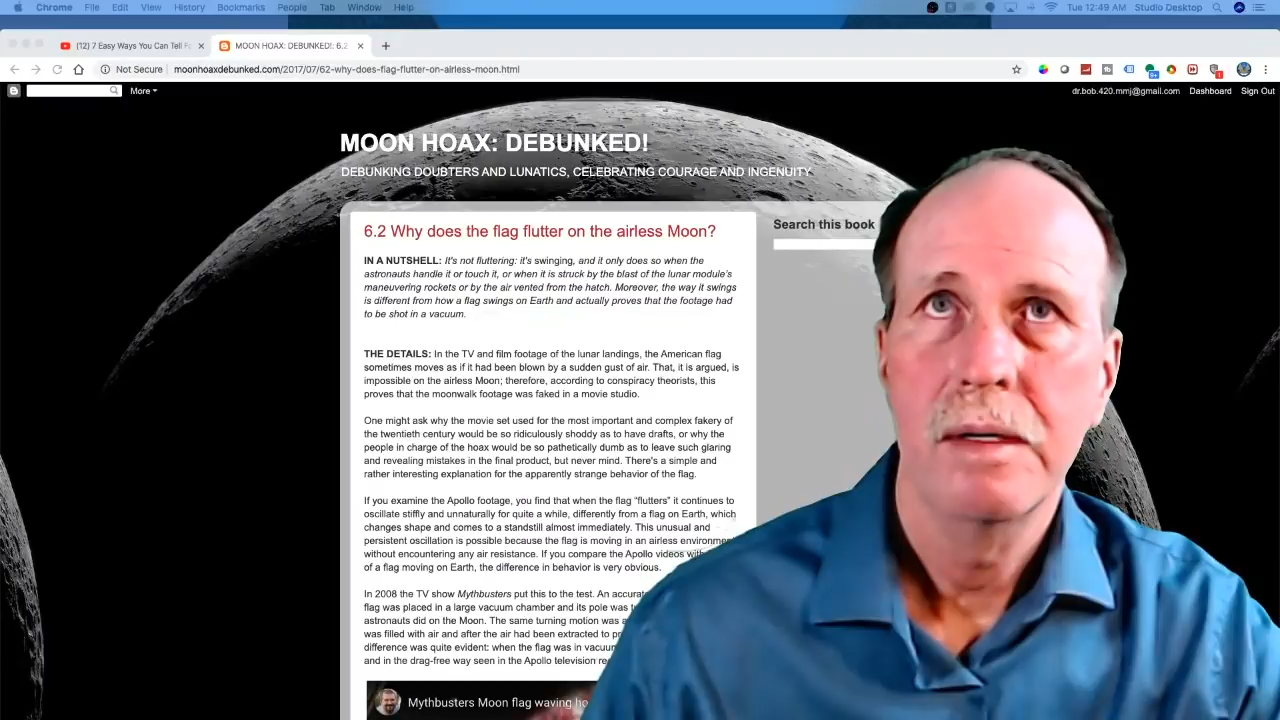 Chrome File Edit View History Bookmarks People Tab Window Help Tue 12:49 AM Studio Desktop
(12) 7 Easy Ways You Can Tell F MOON HOAX: DEBUNKED!: 6.2
Not Secure moonhoaxdebunked.com/2017/07/62-why-does-flag-flutter-on-airless-moon.html
More dr.bob.420.mmj@gmail.com Dashboard Sign Out
MOON HOAX: DEBUNKED!
DEBUNKING DOUBTERS AND LUNATICS, CELEBRATING COURAGE AND INGENUITY
6.2 Why does the flag flutter on the airless Moon?
Search this book
IN A NUTSHELL: It's not fluttering: it's swinging, and it only does so when the
astronauts handle it or touch it, or when it is struck by the blast of the lunar module's
maneuvering rockets or by the air vented from the hatch. Moreover, the way it swings
is different from how a flag swings on Earth and actually proves that the footage had
to be shot in a vacuum.
THE DETAILS: In the TV and film footage of the lunar landings, the American flag
sometimes moves as if it had been blown by a sudden gust of air. That, it is argued, is
impossible on the airless Moon; therefore, according to conspiracy theorists, this
proves that the moonwalk footage was faked in a movie studio.
One might ask why the movie set used for the most important and complex fakery of
the twentieth century would be so ridiculously shoddy as to have drafts, or why the
people in charge of the hoax would be so pathetically dumb as to leave such glaring
and revealing mistakes in the final product, but never mind. There's a simple and
rather interesting explanation for the apparently strange behavior of the flag.
If you examine the Apollo footage, you find that when the flag “flutters” it continues to
oscillate stiffly and unnaturally for quite a while, differently from a flag on Earth, which
changes shape and comes to a standstill almost immediately. This unusual and
persistent oscillation is possible because the flag is moving in an airless environment
without encountering any air resistance. If you compare the Apollo videos with
of a flag moving on Earth, the difference in behavior is very obvious.
In 2008 the TV show Mythbusters put this to the test. An accurate
flag was placed in a large vacuum chamber and its pole was
astronauts did on the Moon. The same turning motion was
was filled with air and after the air had been extracted to
difference was quite evident: when the flag was in vacuum
and in the drag-free way seen in the Apollo television
Mythbusters Moon flag waving